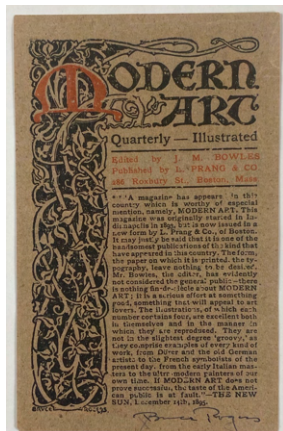 MODERN
ART
Quarterly — Illustrated
Edited by J. M. BOWLES
Published by L. PRANG & CO
286 Roxbury St., Boston, Mass.
"A magazine has appeared in this
country which is worthy of especial
mention, namely, MODERN ART. This
magazine was originally started in In-
dianapolis in 1893, but is now issued in a
new form by L. Prang & Co., of Boston.
It may justly be said that it is one of the
handsomest publications of the kind that
have appeared in this country. The form,
the paper on which it is printed, the ty-
pography, leave nothing to be desired.
Mr. Bowles, the editor, has evidently
not considered the general public—there
is nothing fin-de-siecle about MODERN
ART; it is a serious effort at something
good, something that will appeal to art
lovers. The illustrations, of which each
number contains four, are excellent both
in themselves and in the manner in
which they are reproduced. They are
not in the slightest degree "groovy," as
they comprise examples of every kind of
work, from Dürer and the old German
artists to the French symbolists of the
present day; from the early Italian mas-
ters to the ultra-modern painters of our
own time. If MODERN ART does not
prove successful, the taste of the Ameri-
can public is at fault."—THE NEW
SUN, November 14th, 1895.
Bruce Rogers